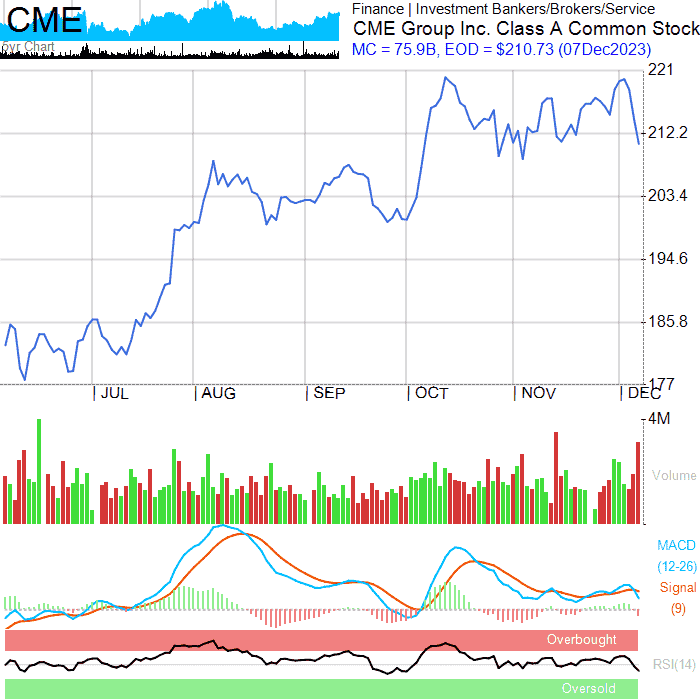 CME
5yr Chart
Finance | Investment Bankers/Brokers/Service
CME Group Inc. Class A Common Stock
MC = 75.9B, EOD = $210.73 (07Dec2023)
221
212.2
203.4
194.6
185.8
177
JUL AUG SEP OCT NOV DEC
4M
Volume
MACD
(12-26)
Signal
(9)
Overbought
RSI(14)
Oversold